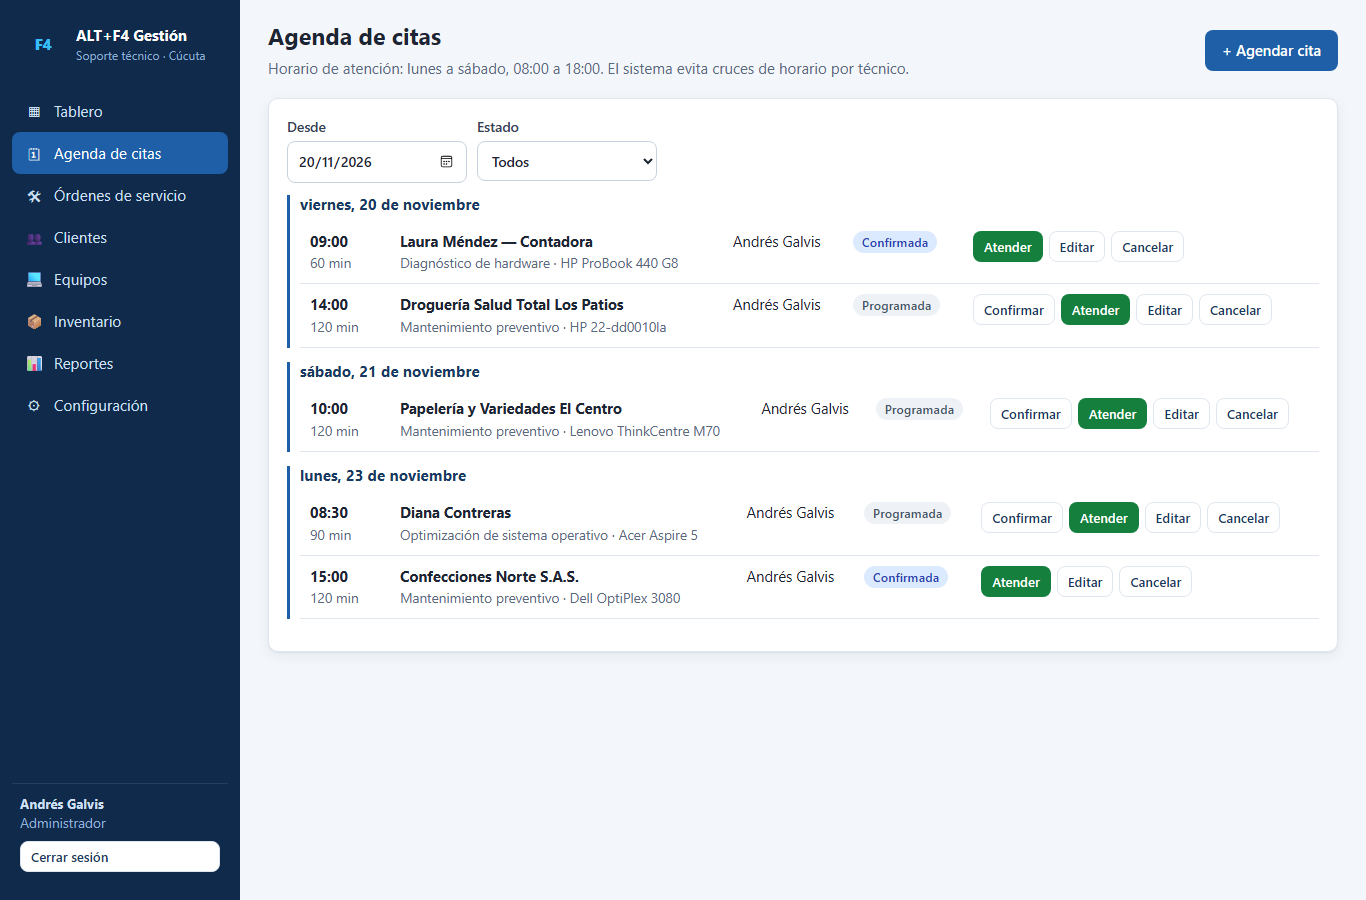 F4
ALT+F4 Gestión
Soporte técnico · Cúcuta
Tablero
Agenda de citas
Órdenes de servicio
Clientes
Equipos
Inventario
Reportes
Configuración
Andrés Galvis
Administrador
Cerrar sesión
Agenda de citas
Horario de atención: lunes a sábado, 08:00 a 18:00. El sistema evita cruces de horario por técnico.
+ Agendar cita
Desde Estado
20/11/2026 Todos
viernes, 20 de noviembre
09:00 Laura Méndez — Contadora Andrés Galvis Confirmada Atender Editar Cancelar
60 min Diagnóstico de hardware · HP ProBook 440 G8
14:00 Droguería Salud Total Los Patios Andrés Galvis Programada Confirmar Atender Editar Cancelar
120 min Mantenimiento preventivo · HP 22-dd0010la
sábado, 21 de noviembre
10:00 Papelería y Variedades El Centro Andrés Galvis Programada Confirmar Atender Editar Cancelar
120 min Mantenimiento preventivo · Lenovo ThinkCentre M70
lunes, 23 de noviembre
08:30 Diana Contreras Andrés Galvis Programada Confirmar Atender Editar Cancelar
90 min Optimización de sistema operativo · Acer Aspire 5
15:00 Confecciones Norte S.A.S. Andrés Galvis Confirmada Atender Editar Cancelar
120 min Mantenimiento preventivo · Dell OptiPlex 3080